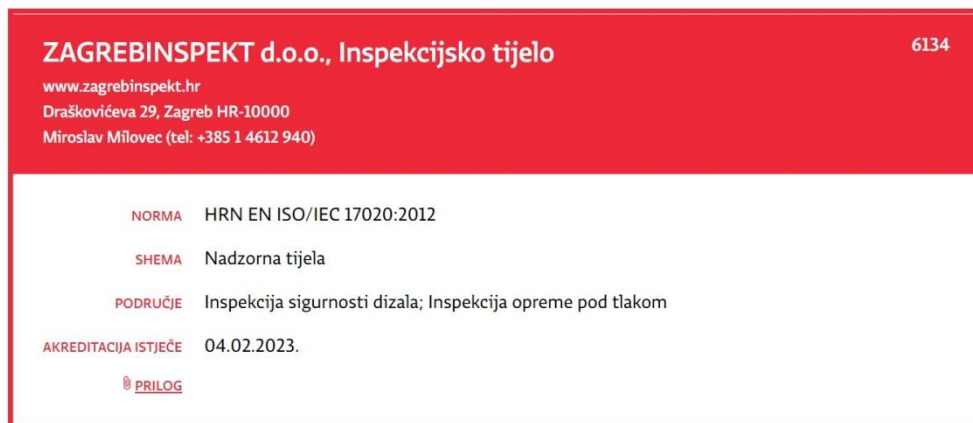 ZAGREBINSPEKT d.o.o., Inspekcijsko tijelo
6134
www.zagrebinspekt.hr
Draškovićeva 29, Zagreb HR-10000
Miroslav Milovec (tel: +385 1 4612 940)
NORMA HRN EN ISO/IEC 17020:2012
SHEMA Nadzorna tijela
PODRUČJE Inspekcija sigurnosti dizala; Inspekcija opreme pod tlakom
AKREDITACIJA ISTJEČE 04.02.2023.
PRILOG